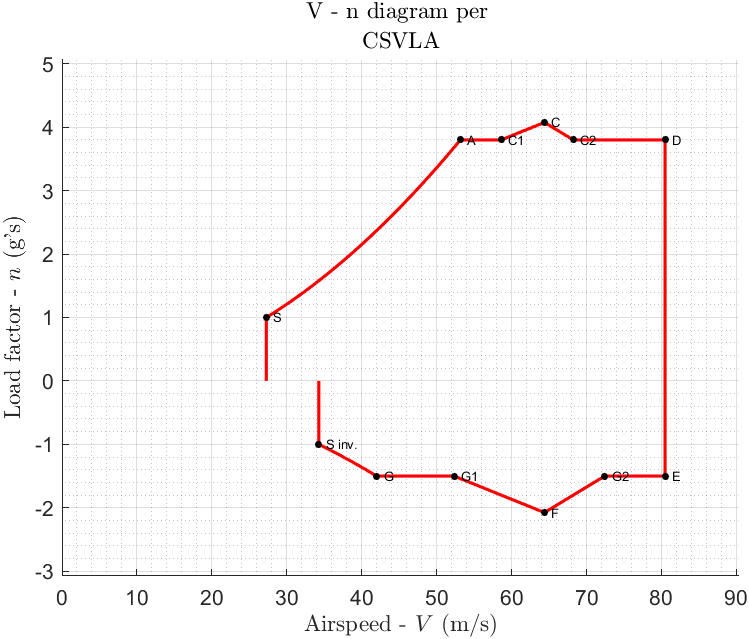 V - n diagram per
CSVLA
Load factor - n (g's)
5
4
3
2
1
0
-1
-2
-3
A
C1
C
C2
D
S
S inv.
G
G1
F
G2
E
0
10
20
30
40
50
60
70
80
90
Airspeed - V (m/s)